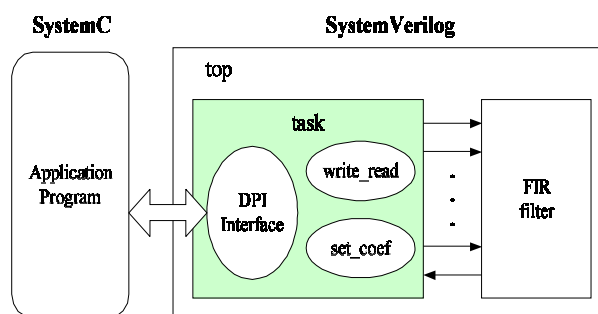 SystemC
SystemVerilog
top
task
Application
Program
DPI
Interface
write_read
set_coef
FIR
filter